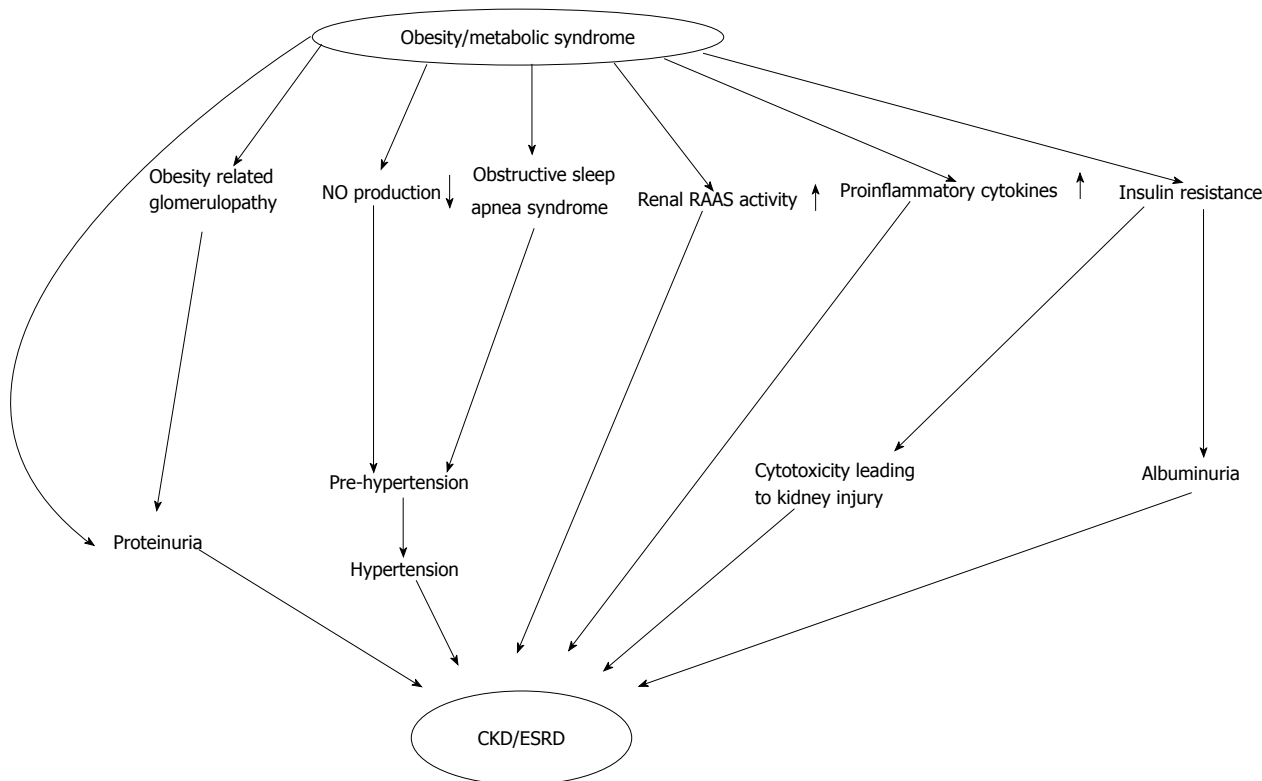 Obesity/metabolic syndrome
Obesity related
glomerulopathy
NO production
Obstructive sleep
apnea syndrome
Renal RAAS activity
Proinflammatory cytokines
Insulin resistance
Pre-hypertension
Cytotoxicity leading
to kidney injury
Albuminuria
Proteinuria
Hypertension
CKD/ESRD